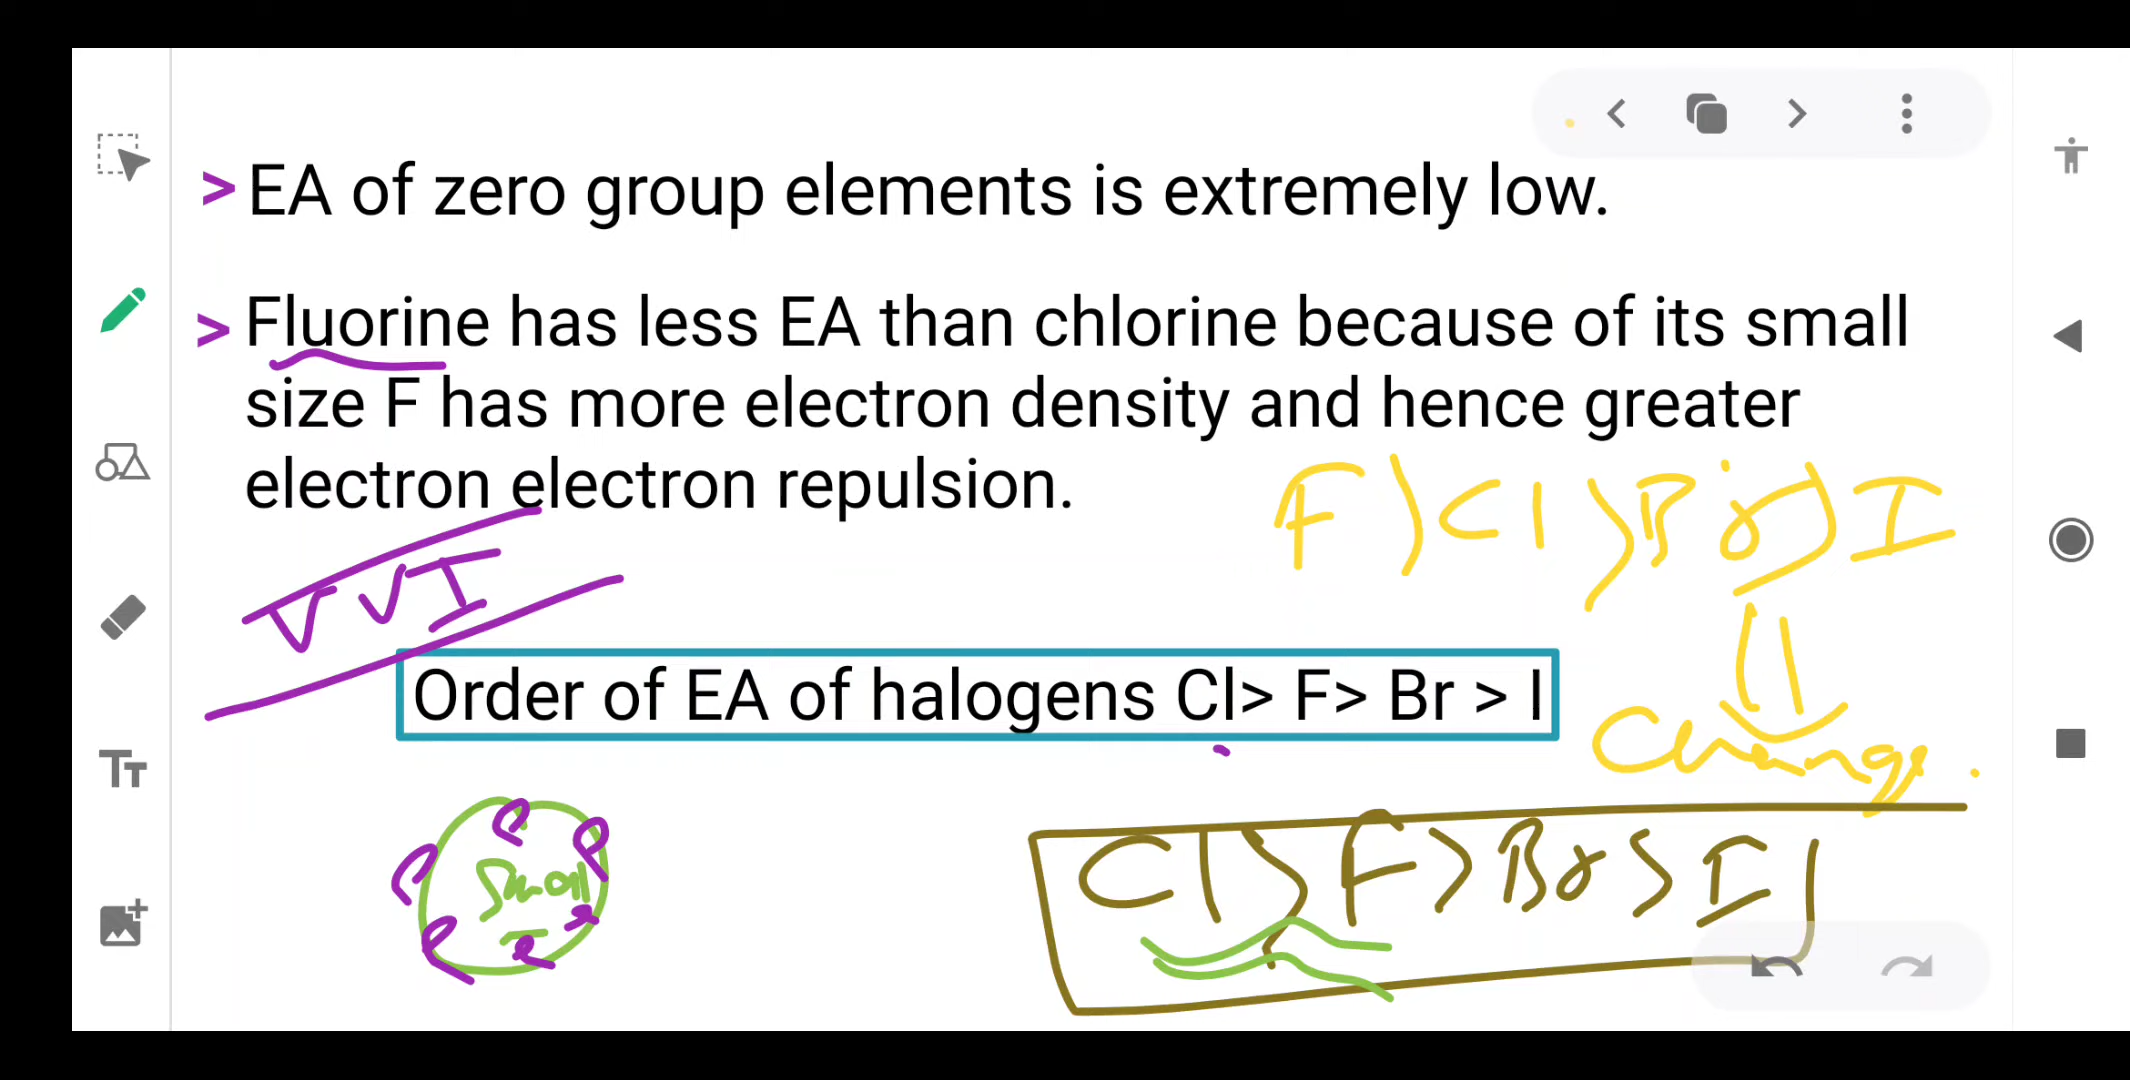 > EA of zero group elements is extremely low.
> Fluorine has less EA than chlorine because of its small
size F has more electron density and hence greater
electron electron repulsion.
F > Cl > Br > I
VVI
Order of EA of halogens Cl> F> Br > I
Change.
Small
Cl > F > Br > I
Tт